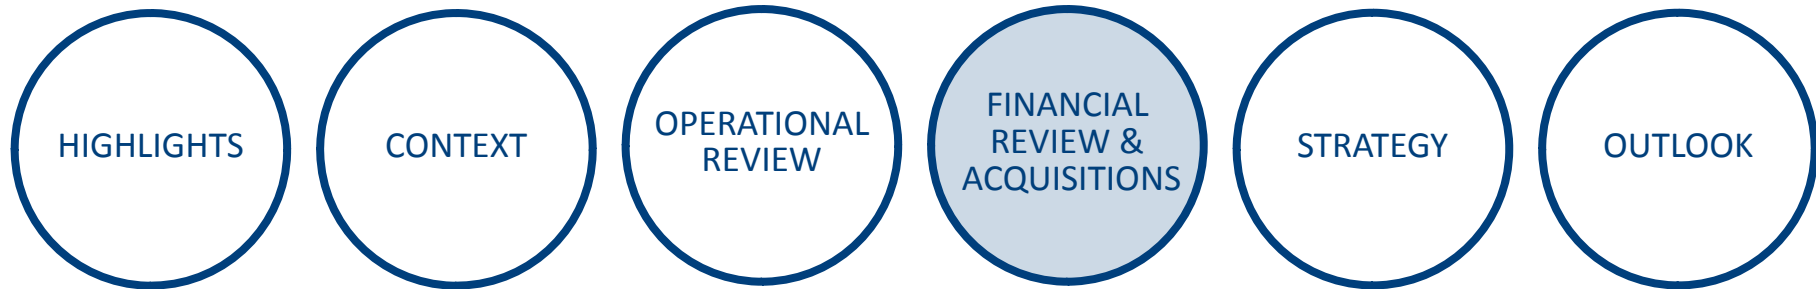 HIGHLIGHTS
CONTEXT
OPERATIONAL
REVIEW
FINANCIAL
REVIEW &
ACQUISITIONS
STRATEGY
OUTLOOK